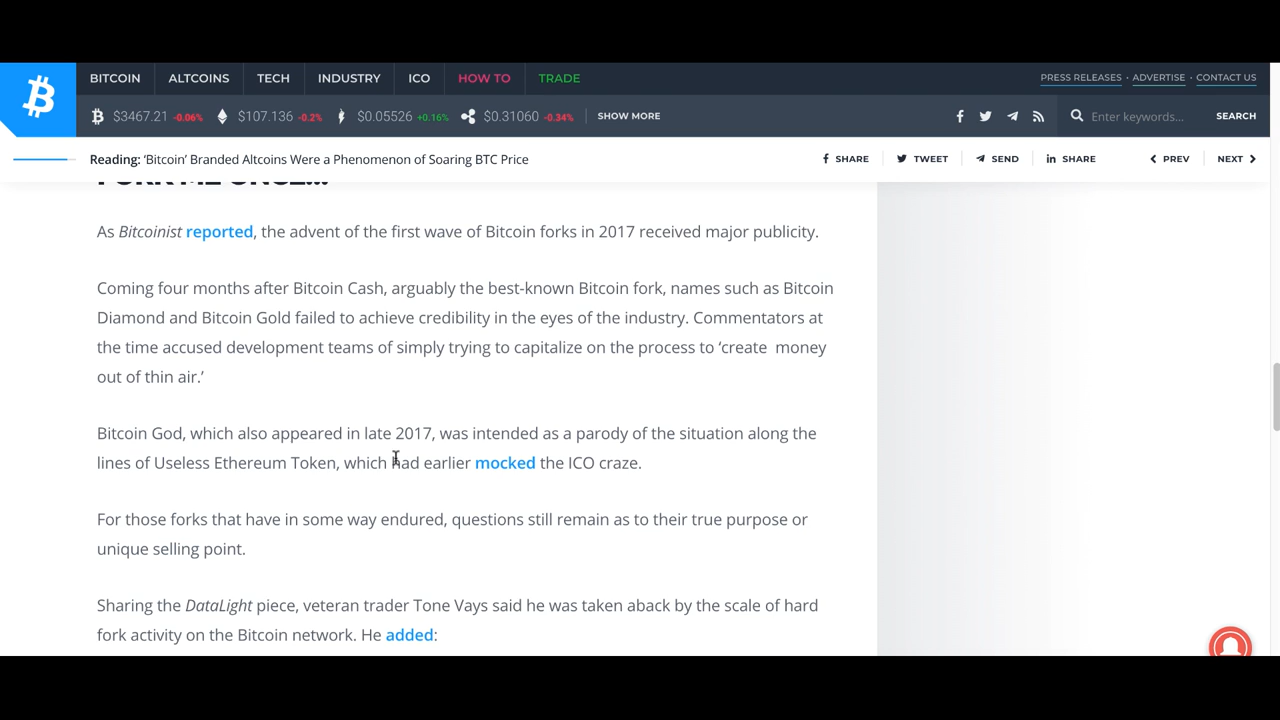 BITCOIN ALTCOINS TECH INDUSTRY ICO HOW TO TRADE PRESS RELEASES · ADVERTISE · CONTACT US
$3467.21 -0.06% $107.136 -0.2% $0.05526 +0.16% $0.31060 -0.34% SHOW MORE Enter keywords... SEARCH
Reading: ‘Bitcoin’ Branded Altcoins Were a Phenomenon of Soaring BTC Price SHARE TWEET SEND SHARE PREV NEXT
FORK ME ONCE…
As Bitcoinist reported, the advent of the first wave of Bitcoin forks in 2017 received major publicity.
Coming four months after Bitcoin Cash, arguably the best-known Bitcoin fork, names such as Bitcoin
Diamond and Bitcoin Gold failed to achieve credibility in the eyes of the industry. Commentators at
the time accused development teams of simply trying to capitalize on the process to ‘create money
out of thin air.’
Bitcoin God, which also appeared in late 2017, was intended as a parody of the situation along the
lines of Useless Ethereum Token, which had earlier mocked the ICO craze.
For those forks that have in some way endured, questions still remain as to their true purpose or
unique selling point.
Sharing the DataLight piece, veteran trader Tone Vays said he was taken aback by the scale of hard
fork activity on the Bitcoin network. He added: